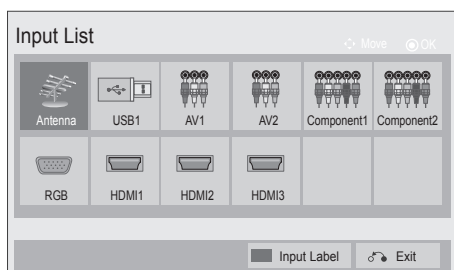 Input List
Move OK
Antenna USB1 AV1 AV2 Component1 Component2
RGB HDMI1 HDMI2 HDMI3
Input Label Exit